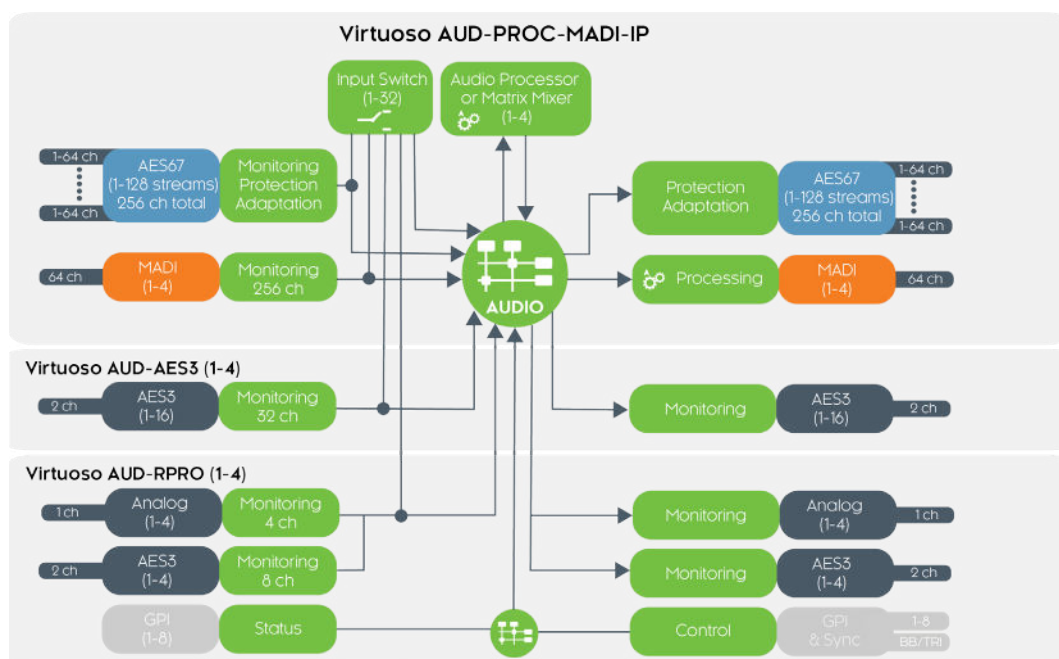 Virtuoso AUD-PROC-MADI-IP
Input Switch
(1-32)
Audio Processor
or Matrix Mixer
(1-4)
1-64 ch
1-64 ch
AES67
(1-128 streams)
256 ch total
Monitoring
Protection
Adaptation
Protection
Adaptation
AES67
(1-128 streams)
256 ch total
1-64 ch
1-64 ch
64 ch
MADI
(1-4)
Monitoring
256 ch
AUDIO
Processing
MADI
(1-4)
64 ch
Virtuoso AUD-AES3 (1-4)
2 ch
AES3
(1-16)
Monitoring
32 ch
Monitoring
AES3
(1-16)
2 ch
Virtuoso AUD-RPRO (1-4)
1 ch
Analog
(1-4)
Monitoring
4 ch
Monitoring
Analog
(1-4)
1 ch
2 ch
AES3
(1-4)
Monitoring
8 ch
Monitoring
AES3
(1-4)
2 ch
GPI
(1-8)
Status
Control
GPI
& Sync
1-8
BB/TRI